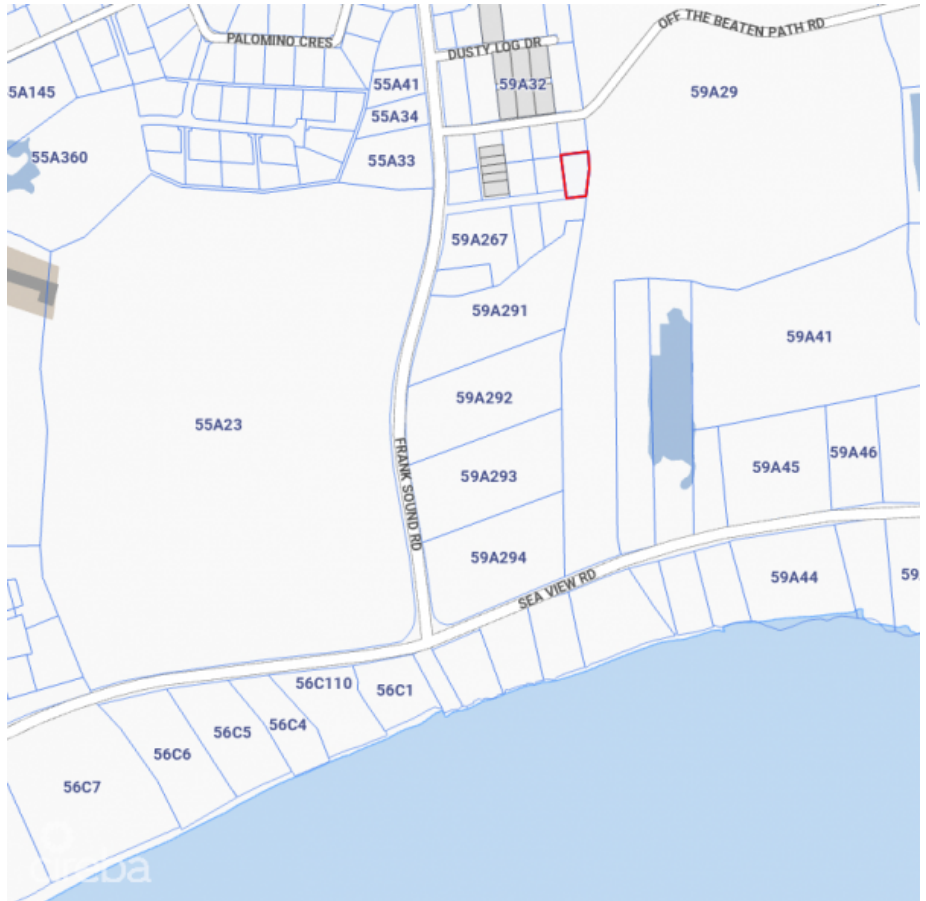 OFF THE BEATEN PATH RD
PALOMINO CRES
DUSTY LOG DR
5A145
55A41
59A32
59A29
55A34
55A360
55A33
59A267
59A291
59A41
59A292
55A23
59A46
59A45
59A293
FRANK SOUND RD
59A294
SEA VIEW RD
59A44
59
56C110
56C1
56C4
56C5
56C6
56C7
cireba